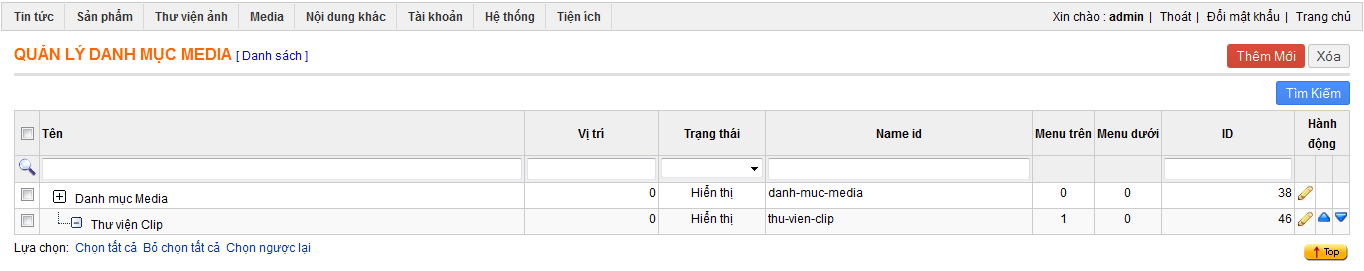 Tin tức Sản phẩm Thư viện ảnh Media Nội dung khác Tài khoản Hệ thống Tiện ích Xin chào : admin | Thoát | Đổi mật khẩu | Trang chủ
QUẢN LÝ DANH MỤC MEDIA [ Danh sách ] Thêm Mới Xóa
Tìm Kiếm
Tên Vị trí Trạng thái Name id Menu trên Menu dưới ID Hành động
Danh mục Media 0 Hiển thị danh-muc-media 0 0 38
Thư viện Clip 0 Hiển thị thu-vien-clip 1 0 46
Lựa chọn: Chọn tất cả Bỏ chọn tất cả Chọn ngược lại Top